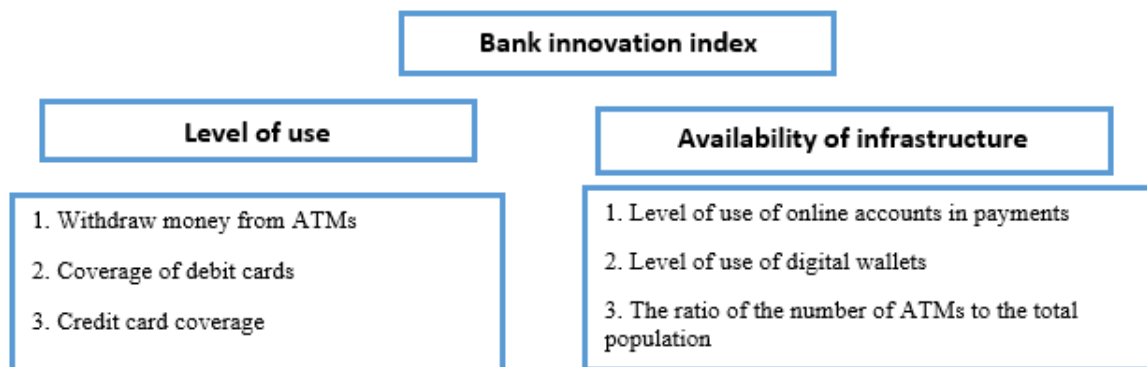 Bank innovation index
Level of use
Availability of infrastructure
1. Withdraw money from ATMs
2. Coverage of debit cards
3. Credit card coverage
1. Level of use of online accounts in payments
2. Level of use of digital wallets
3. The ratio of the number of ATMs to the total
population